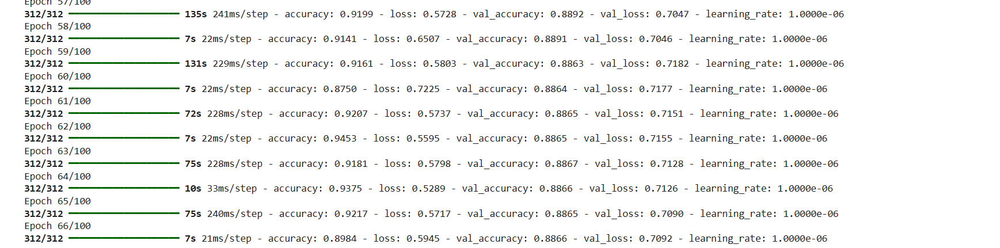 Epoch 57/100
312/312 ━━━━━━━━━━━━━━━━━━━━ 135s 241ms/step - accuracy: 0.9199 - loss: 0.5728 - val_accuracy: 0.8892 - val_loss: 0.7047 - learning_rate: 1.0000e-06
Epoch 58/100
312/312 ━━━━━━━━━━━━━━━━━━━━ 7s 22ms/step - accuracy: 0.9141 - loss: 0.6507 - val_accuracy: 0.8891 - val_loss: 0.7046 - learning_rate: 1.0000e-06
Epoch 59/100
312/312 ━━━━━━━━━━━━━━━━━━━━ 131s 229ms/step - accuracy: 0.9161 - loss: 0.5803 - val_accuracy: 0.8863 - val_loss: 0.7182 - learning_rate: 1.0000e-06
Epoch 60/100
312/312 ━━━━━━━━━━━━━━━━━━━━ 7s 22ms/step - accuracy: 0.8750 - loss: 0.7225 - val_accuracy: 0.8864 - val_loss: 0.7177 - learning_rate: 1.0000e-06
Epoch 61/100
312/312 ━━━━━━━━━━━━━━━━━━━━ 72s 228ms/step - accuracy: 0.9207 - loss: 0.5737 - val_accuracy: 0.8865 - val_loss: 0.7151 - learning_rate: 1.0000e-06
Epoch 62/100
312/312 ━━━━━━━━━━━━━━━━━━━━ 7s 22ms/step - accuracy: 0.9453 - loss: 0.5595 - val_accuracy: 0.8865 - val_loss: 0.7155 - learning_rate: 1.0000e-06
Epoch 63/100
312/312 ━━━━━━━━━━━━━━━━━━━━ 75s 228ms/step - accuracy: 0.9181 - loss: 0.5798 - val_accuracy: 0.8867 - val_loss: 0.7128 - learning_rate: 1.0000e-06
Epoch 64/100
312/312 ━━━━━━━━━━━━━━━━━━━━ 10s 33ms/step - accuracy: 0.9375 - loss: 0.5289 - val_accuracy: 0.8866 - val_loss: 0.7126 - learning_rate: 1.0000e-06
Epoch 65/100
312/312 ━━━━━━━━━━━━━━━━━━━━ 75s 240ms/step - accuracy: 0.9217 - loss: 0.5717 - val_accuracy: 0.8865 - val_loss: 0.7090 - learning_rate: 1.0000e-06
Epoch 66/100
312/312 ━━━━━━━━━━━━━━━━━━━━ 7s 21ms/step - accuracy: 0.8984 - loss: 0.5945 - val_accuracy: 0.8866 - val_loss: 0.7092 - learning_rate: 1.0000e-06